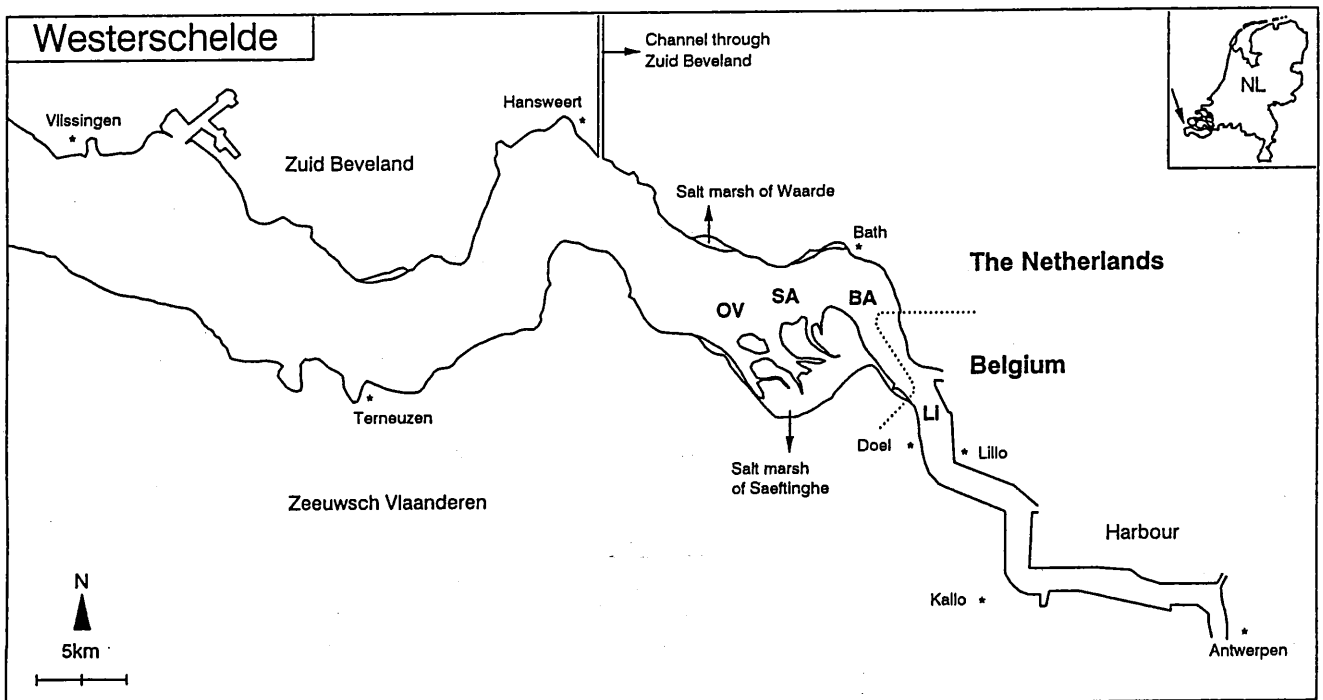 Westerschelde
Channel through
Zuid Beveland
NL
Vlissingen
*
Hansweert
*
Zuid Beveland
Salt marsh of Waarde
Bath
*
The Netherlands
OV
SA
BA
Belgium
Terneuzen
*
LI
Doel *
* Lillo
Salt marsh
of Saeftinghe
Zeeuwsch Vlaanderen
Harbour
N
5km
Kallo *
*
Antwerpen